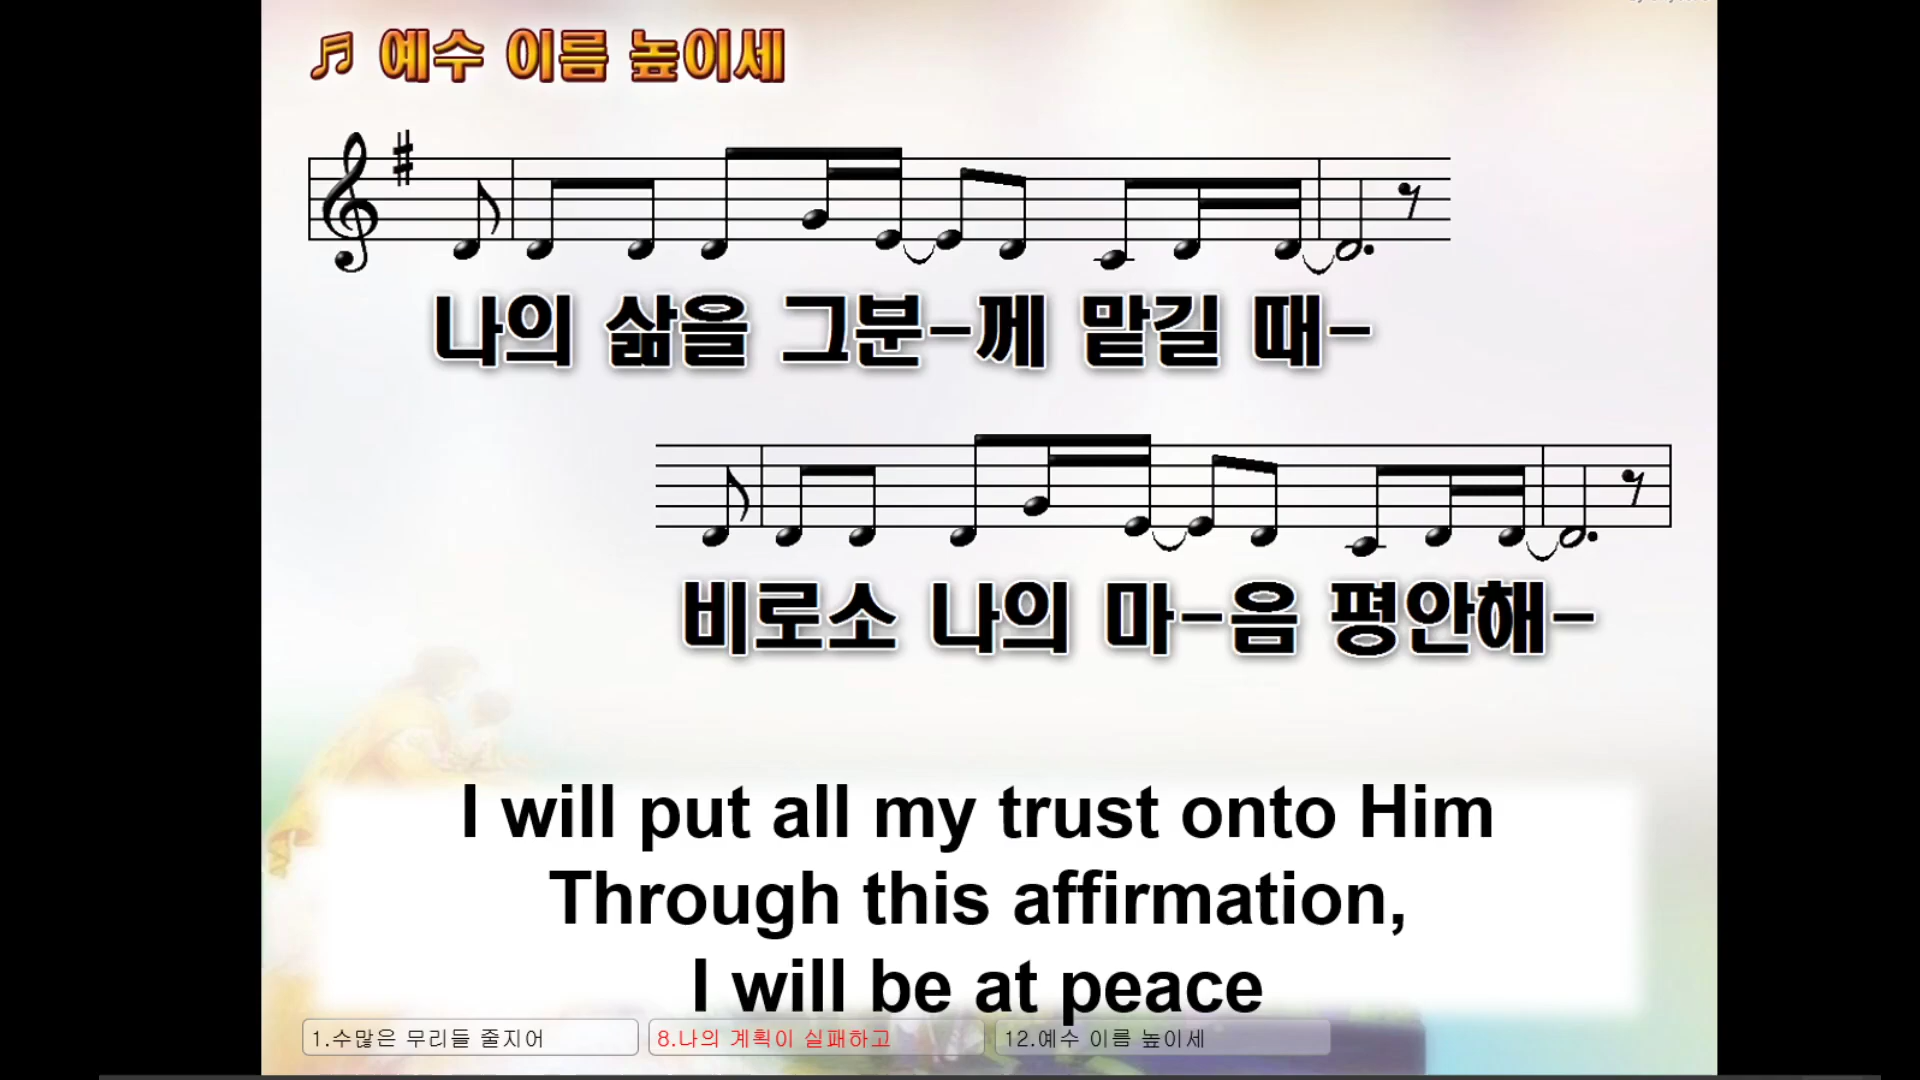 예수 이름 높이세
나의 삶을 그분-께 맡길 때-
비로소 나의 마-음 평안해-
I will put all my trust onto Him
Through this affirmation,
I will be at peace
1.수많은 무리들 줄지어 8.나의 계획이 실패하고 12.예수 이름 높이세